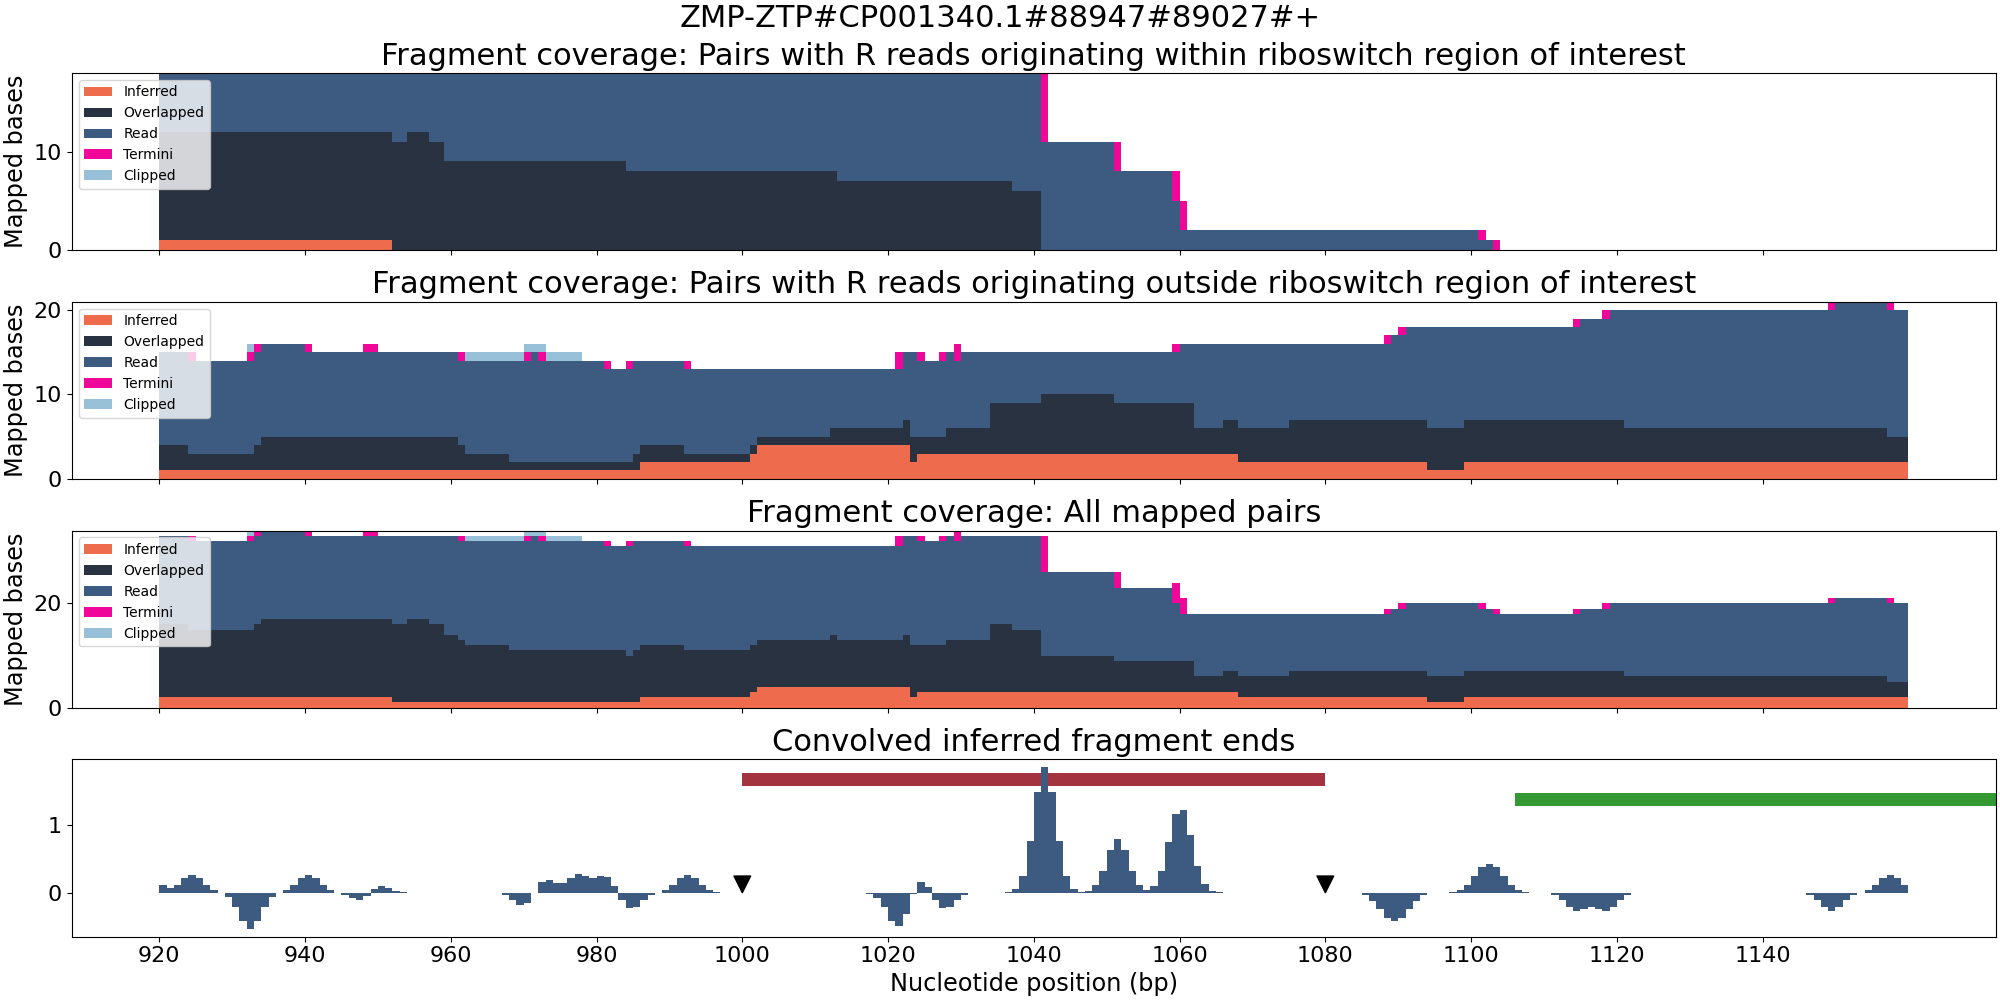 ZMP-ZTP#CP001340.1#88947#89027#+
Fragment coverage: Pairs with R reads originating within riboswitch region of interest
Mapped bases
10
0
Inferred
Overlapped
Read
Termini
Clipped
Fragment coverage: Pairs with R reads originating outside riboswitch region of interest
Mapped bases
20
10
0
Inferred
Overlapped
Read
Termini
Clipped
Fragment coverage: All mapped pairs
Mapped bases
20
0
Inferred
Overlapped
Read
Termini
Clipped
Convolved inferred fragment ends
1
0
920 940 960 980 1000 1020 1040 1060 1080 1100 1120 1140
Nucleotide position (bp)